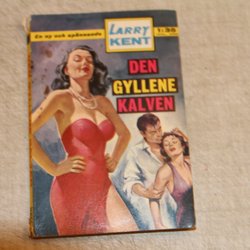 En ny och spännande
LARRY
KENT
1:35
DEN
GYLLENE
KALVEN